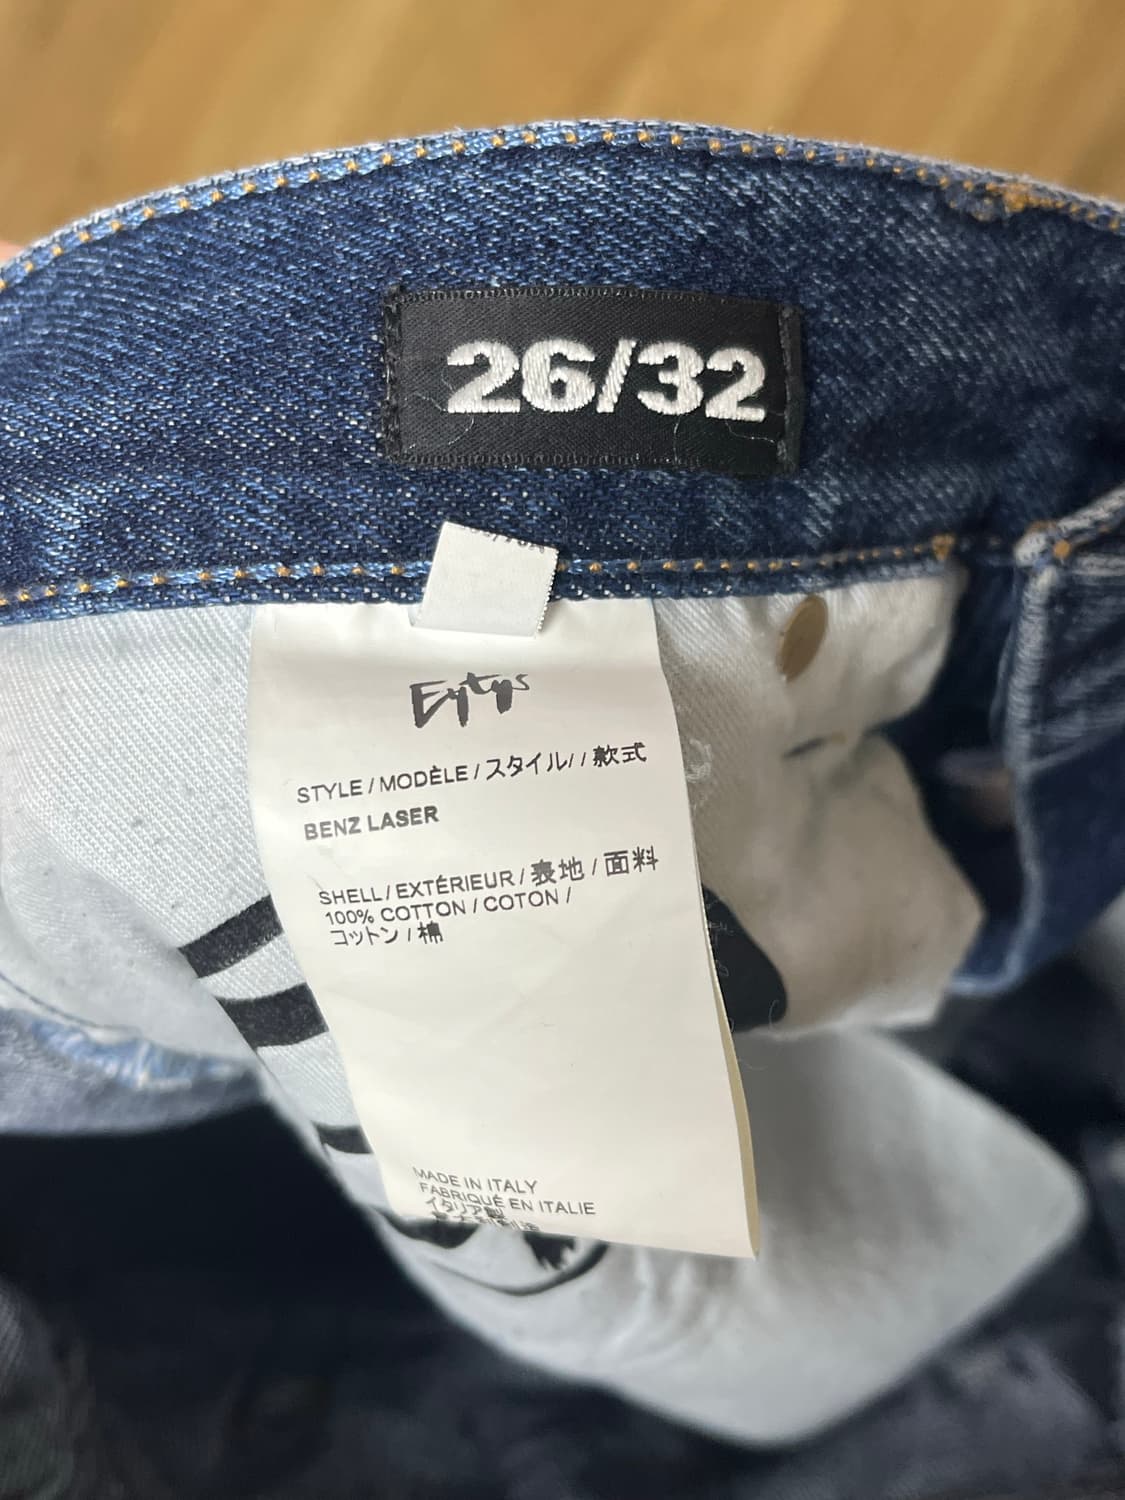 26/32
Eytys
STYLE / MODÈLE / スタイル / / 款式
BENZ LASER
SHELL / EXTÉRIEUR / 表地 / 面料
100% COTTON / COTON /
コットン / 棉
MADE IN ITALY
FABRIQUÉ EN ITALIE
イタリア製